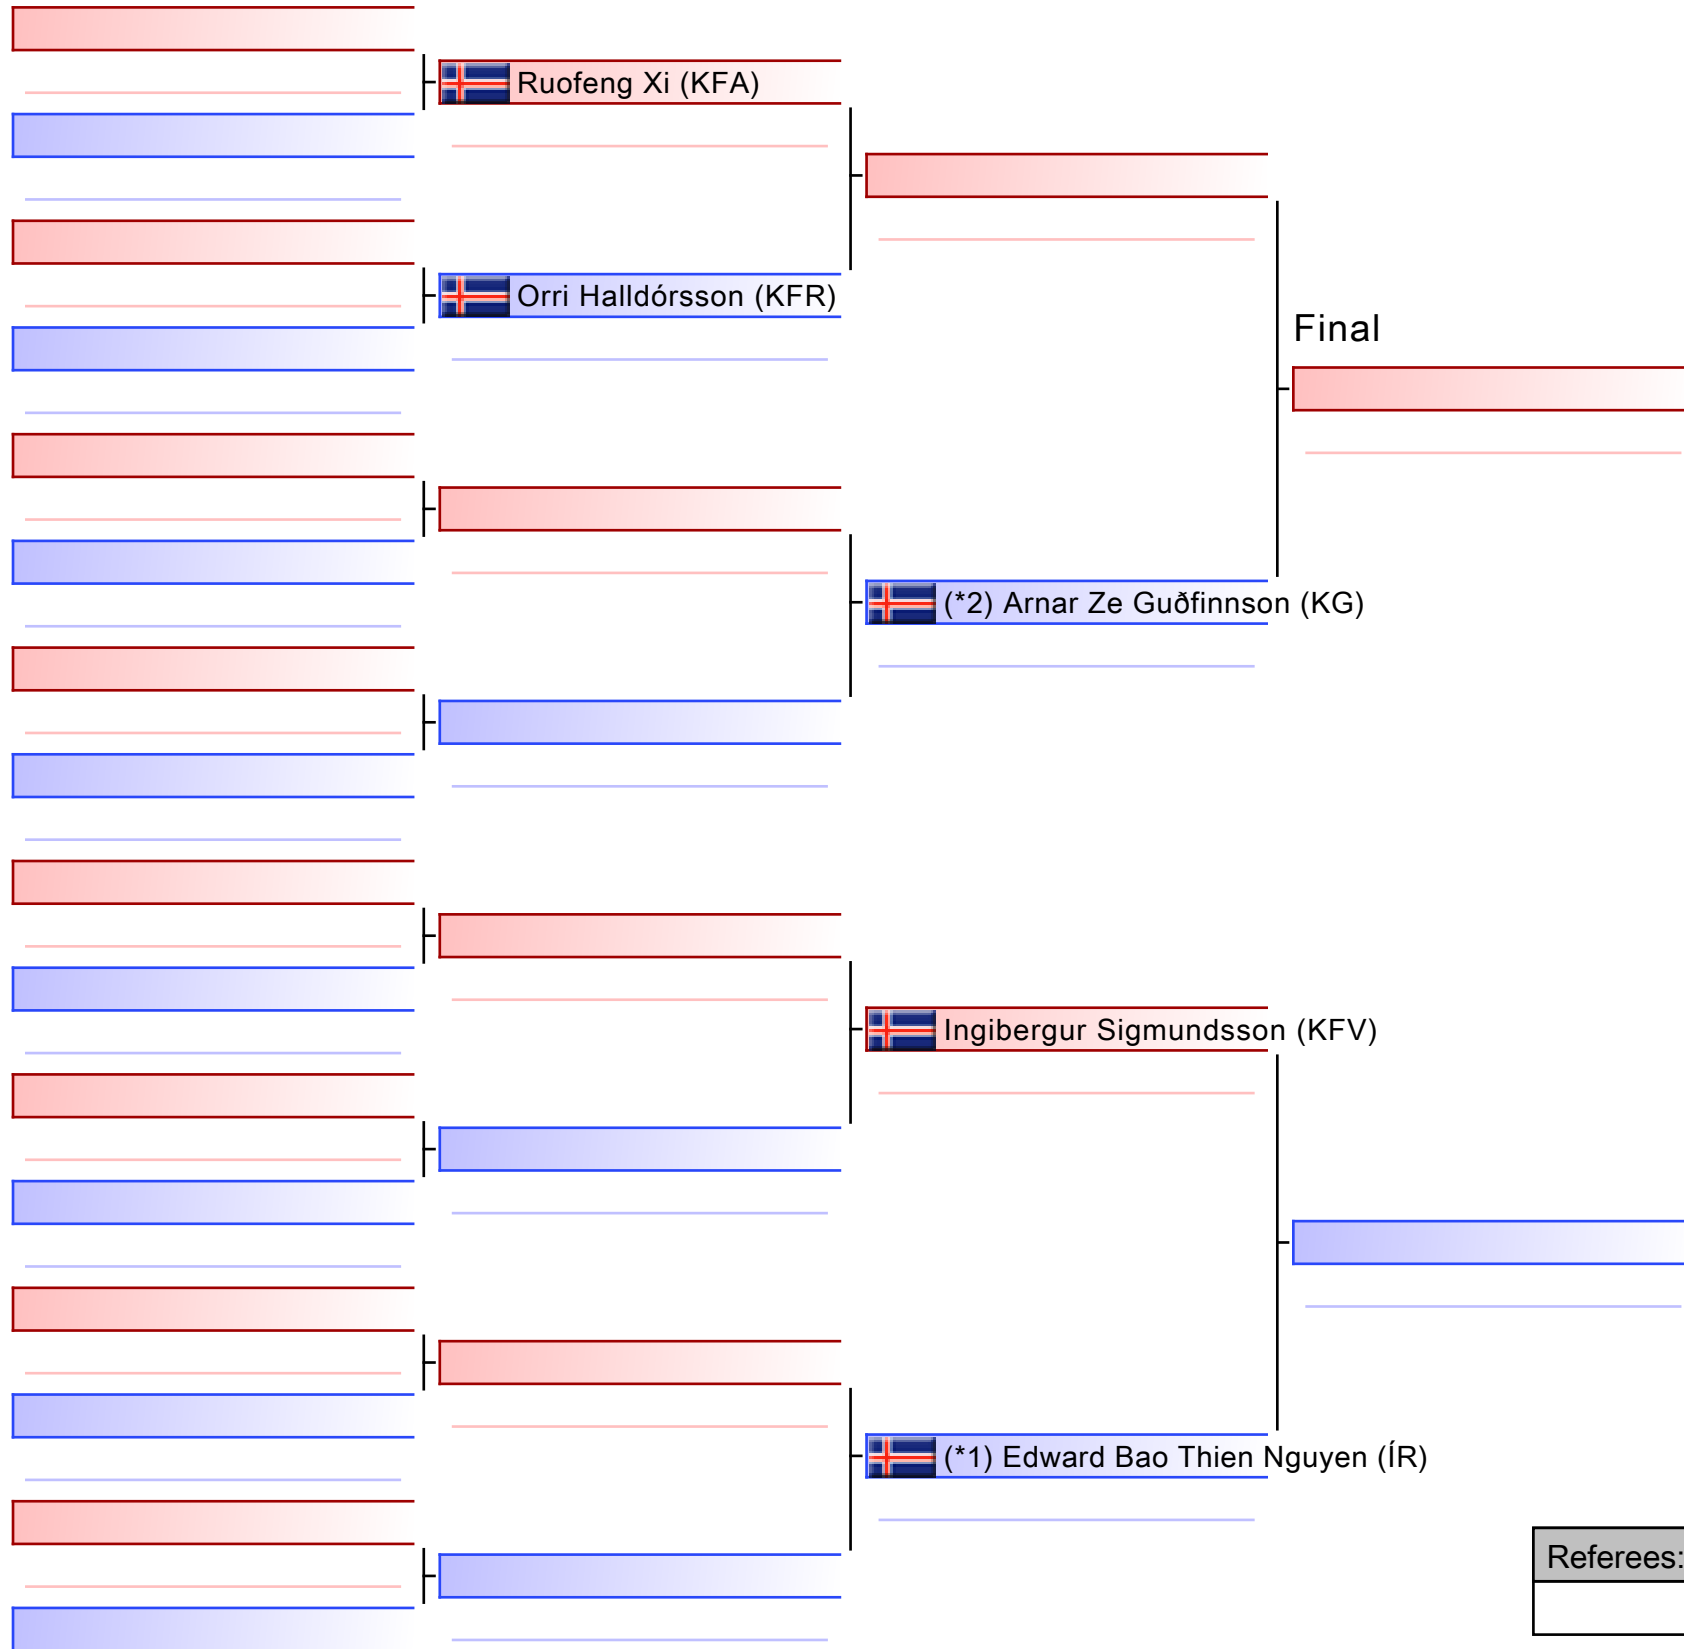 Ruofeng Xi (KFA)
Orri Halldórsson (KFR)
Final
(*2) Arnar Ze Guðfinnson (KG)
Ingibergur Sigmundsson (KFV)
(*1) Edward Bao Thien Nguyen (ÍR)
Referees: